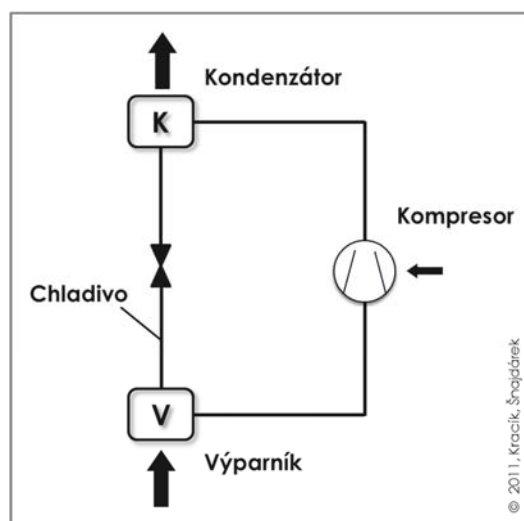 Kondenzátor
K
Kompresor
Chladivo
V
Výparník
© 2011, Kracík, Šnajdárek